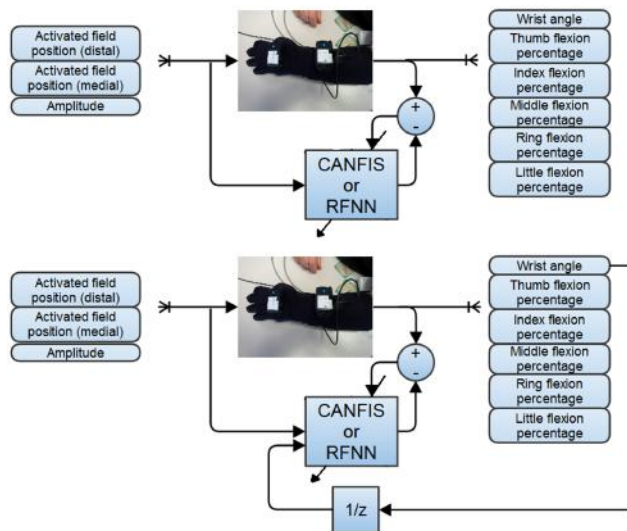 Activated field
position (distal)
Activated field
position (medial)
Amplitude
+
-
CANFIS
or
RFNN
Wrist angle
Thumb flexion
percentage
Index flexion
percentage
Middle flexion
percentage
Ring flexion
percentage
Little flexion
percentage
Activated field
position (distal)
Activated field
position (medial)
Amplitude
+
-
CANFIS
or
RFNN
1/z
Wrist angle
Thumb flexion
percentage
Index flexion
percentage
Middle flexion
percentage
Ring flexion
percentage
Little flexion
percentage